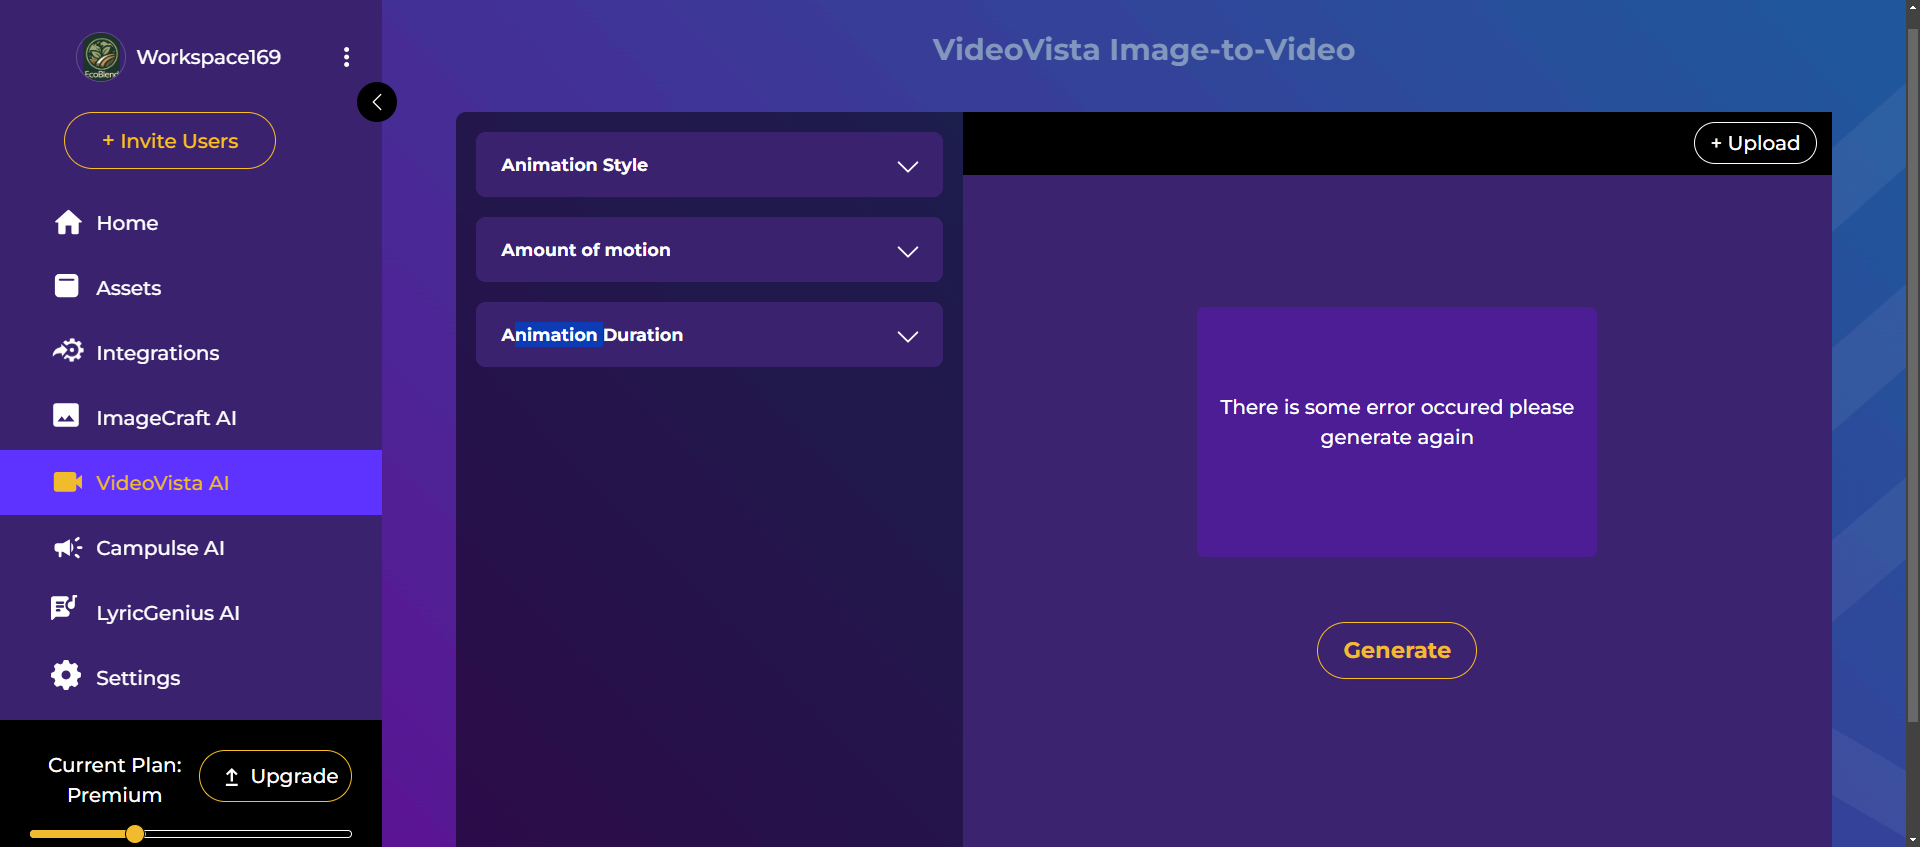 EcoBlend
Workspace169
+ Invite Users
Home
Assets
Integrations
ImageCraft AI
VideoVista AI
Campulse AI
LyricGenius AI
Settings
Current Plan:
Premium
Upgrade
VideoVista Image-to-Video
Animation Style
Amount of motion
Animation Duration
+ Upload
There is some error occured please
generate again
Generate